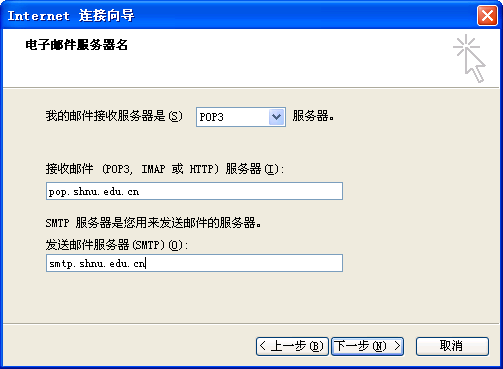 Internet 连接向导
电子邮件服务器名
我的邮件接收服务器是(S) POP3 服务器。
接收邮件 (POP3, IMAP 或 HTTP) 服务器(I):
pop.shnu.edu.cn
SMTP 服务器是您用来发送邮件的服务器。
发送邮件服务器(SMTP)(O):
smtp.shnu.edu.cn
< 上一步(B) 下一步(N) > 取消